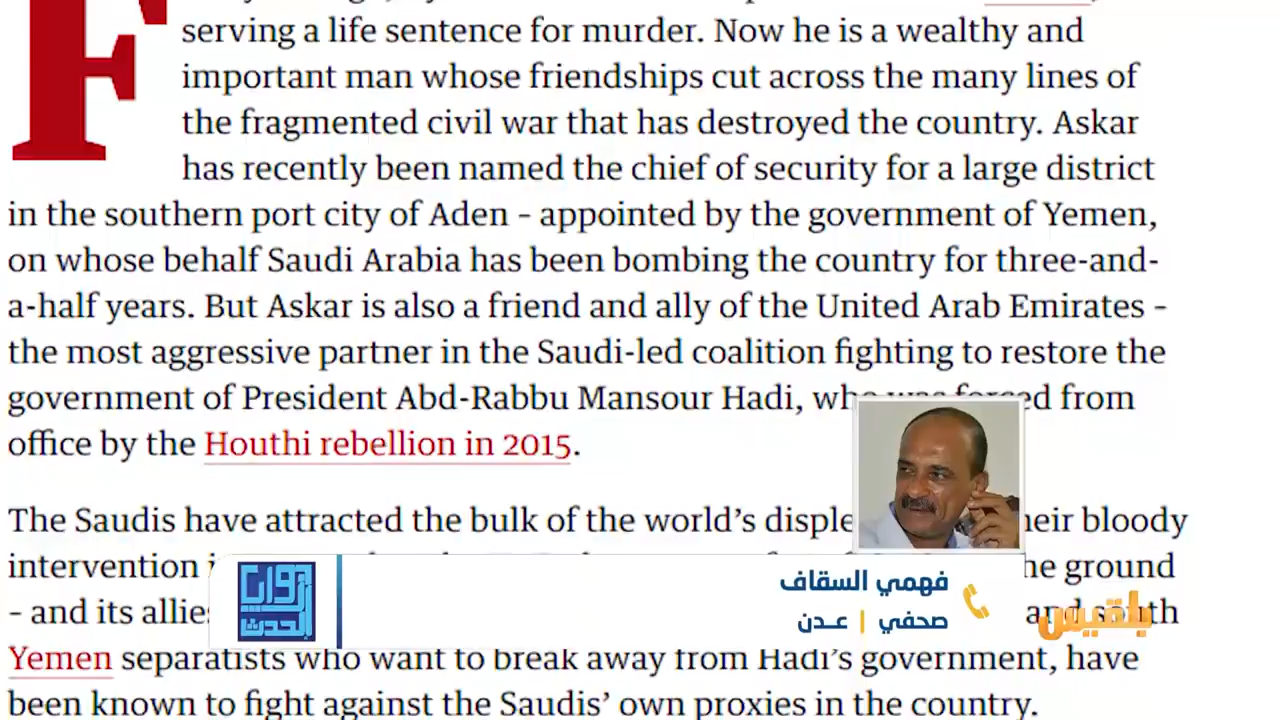 F
serving a life sentence for murder. Now he is a wealthy and
important man whose friendships cut across the many lines of
the fragmented civil war that has destroyed the country. Askar
has recently been named the chief of security for a large district
in the southern port city of Aden – appointed by the government of Yemen,
on whose behalf Saudi Arabia has been bombing the country for three-and-
a-half years. But Askar is also a friend and ally of the United Arab Emirates –
the most aggressive partner in the Saudi-led coalition fighting to restore the
government of President Abd-Rabbu Mansour Hadi, who was forced from
office by the Houthi rebellion in 2015.
The Saudis have attracted the bulk of the world’s bloody
intervention ground
– and its and south
Yemen separatists who want to break away from Hadi’s government, have
been known to fight against the Saudis’ own proxies in the country.
فهمي السقاف
صحفي | عدن
الحدث
بلقيس